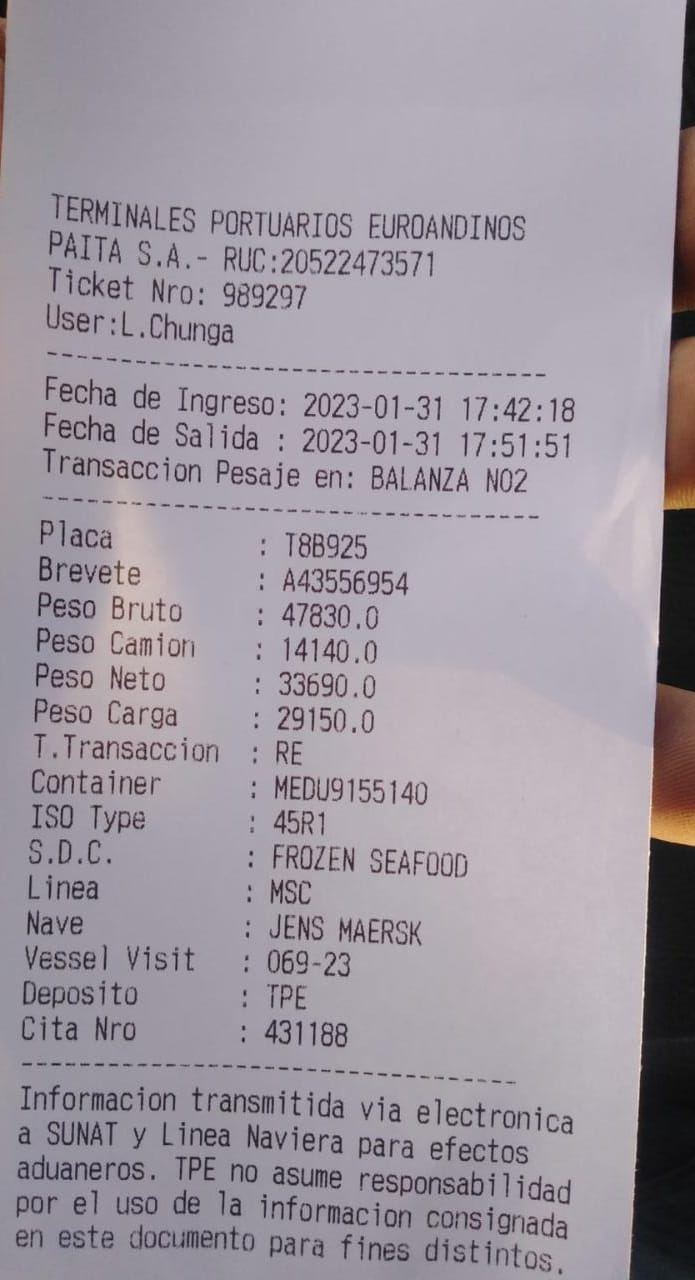 TERMINALES PORTUARIOS EUROANDINOS
PAITA S.A.- RUC:20522473571
Ticket Nro: 989297
User:L.Chunga
Fecha de Ingreso: 2023-01-31 17:42:18
Fecha de Salida : 2023-01-31 17:51:51
Transaccion Pesaje en: BALANZA NO2
Placa : T8B925
Brevete : A43556954
Peso Bruto : 47830.0
Peso Camion : 14140.0
Peso Neto : 33690.0
Peso Carga : 29150.0
T.Transaccion : RE
Container : MEDU9155140
ISO Type : 45R1
S.D.C. : FROZEN SEAFOOD
Linea : MSC
Nave : JENS MAERSK
Vessel Visit : 069-23
Deposito : TPE
Cita Nro : 431188
Informacion transmitida via electronica
a SUNAT y Linea Naviera para efectos
aduaneros. TPE no asume responsabilidad
por el uso de la informacion consignada
en este documento para fines distintos.